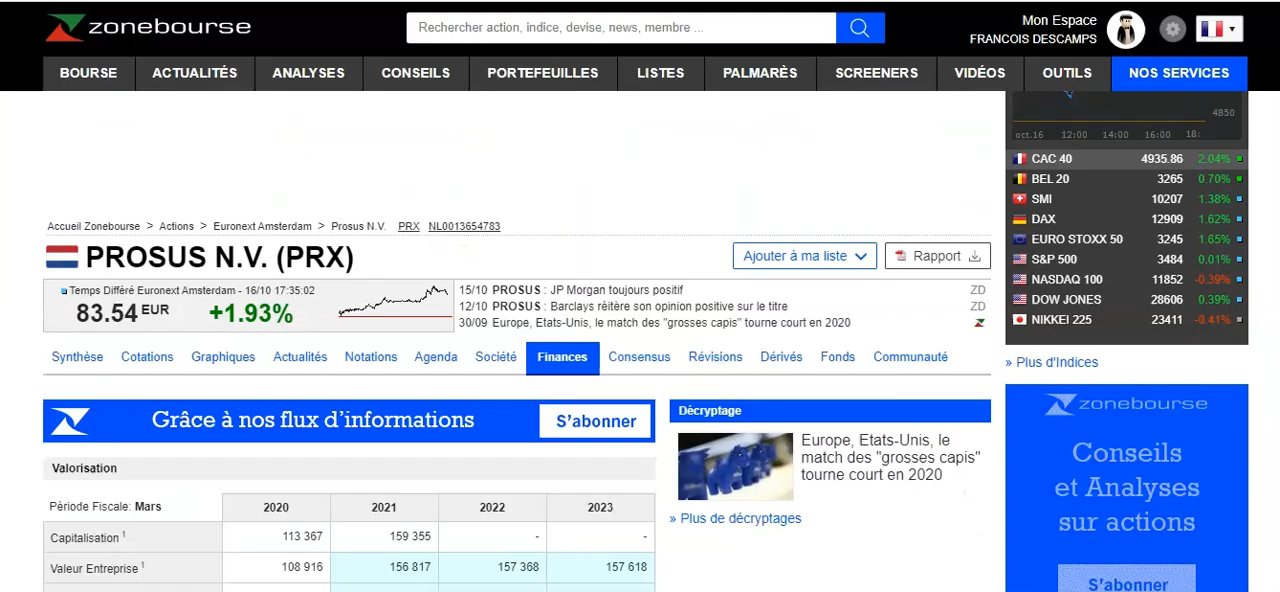 zonebourse
Rechercher action, indice, devise, news, membre ...
Mon Espace
FRANCOIS DESCAMPS
BOURSE ACTUALITÉS ANALYSES CONSEILS PORTEFEUILLES LISTES PALMARÈS SCREENERS VIDÉOS OUTILS NOS SERVICES
4850
oct.16 12:00 14:00 16:00 18:
CAC 40 4935.86 2.04%
BEL 20 3265 0.70%
SMI 10207 1.38%
DAX 12909 1.62%
EURO STOXX 50 3245 1.65%
S&P 500 3484 0.01%
NASDAQ 100 11852 -0.39%
DOW JONES 28606 0.39%
NIKKEI 225 23411 -0.41%
» Plus d'Indices
Accueil Zonebourse > Actions > Euronext Amsterdam > Prosus N.V. PRX NL0013654783
PROSUS N.V. (PRX)
Ajouter à ma liste
Rapport
Temps Différé Euronext Amsterdam - 16/10 17:35:02
83.54 EUR +1.93%
15/10 PROSUS : JP Morgan toujours positif ZD
12/10 PROSUS : Barclays réitère son opinion positive sur le titre ZD
30/09 Europe, Etats-Unis, le match des "grosses capis" tourne court en 2020
Synthèse Cotations Graphiques Actualités Notations Agenda Société Finances Consensus Révisions Dérivés Fonds Communauté
Grâce à nos flux d'informations
S'abonner
Valorisation
Période Fiscale: Mars 2020 2021 2022 2023
Capitalisation 1 113 367 159 355 - -
Valeur Entreprise 1 108 916 156 817 157 368 157 618
Décryptage
Europe, Etats-Unis, le
match des "grosses capis"
tourne court en 2020
» Plus de décryptages
zonebourse
Conseils
et Analyses
sur actions
S'abonner